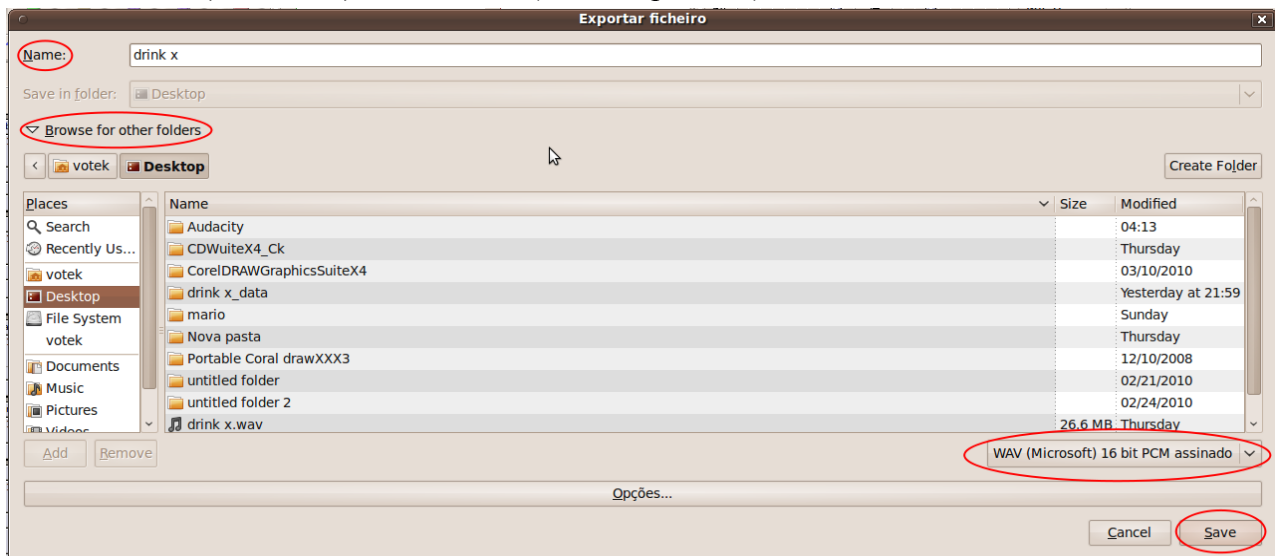 Exportar ficheiro
Name: drink x
Save in folder: Desktop
Browse for other folders
votek Desktop Create Folder
Places Name Size Modified
Search Audacity 04:13
Recently Us... CDWuiteX4_Ck Thursday
votek CorelDRAWGraphicsSuiteX4 03/10/2010
Desktop drink x_data Yesterday at 21:59
File System mario Sunday
votek Nova pasta Thursday
Documents Portable Coral drawXXX3 12/10/2008
Music untitled folder 02/21/2010
Pictures untitled folder 2 02/24/2010
Videos drink x.wav 26,6 MB Thursday
Add Remove WAV (Microsoft) 16 bit PCM assinado
Opções...
Cancel Save